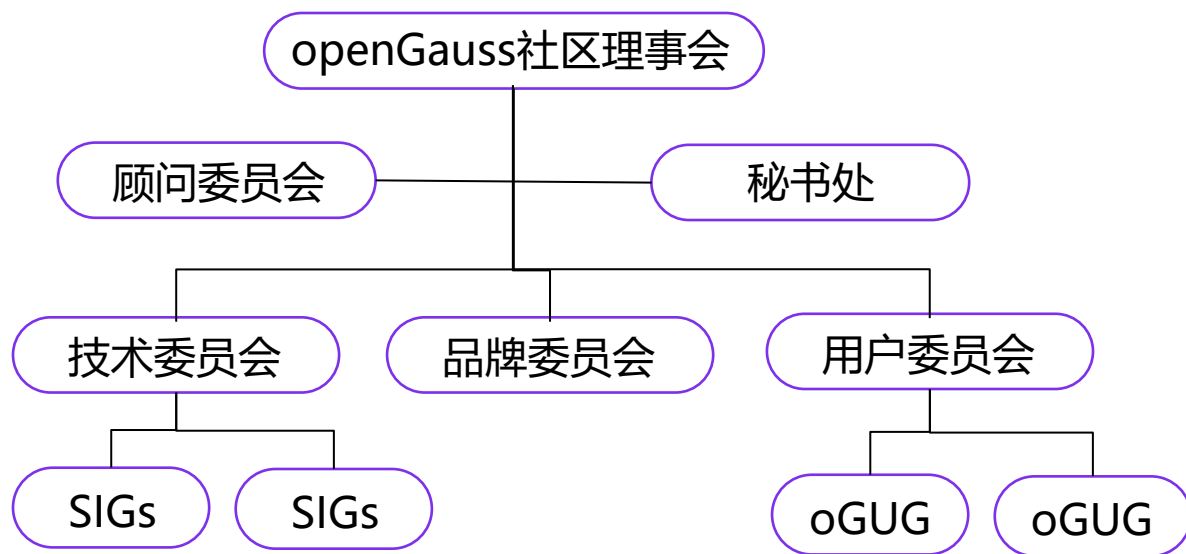 openGauss社区理事会
顾问委员会
秘书处
技术委员会
品牌委员会
用户委员会
SIGs
SIGs
oGUG
oGUG